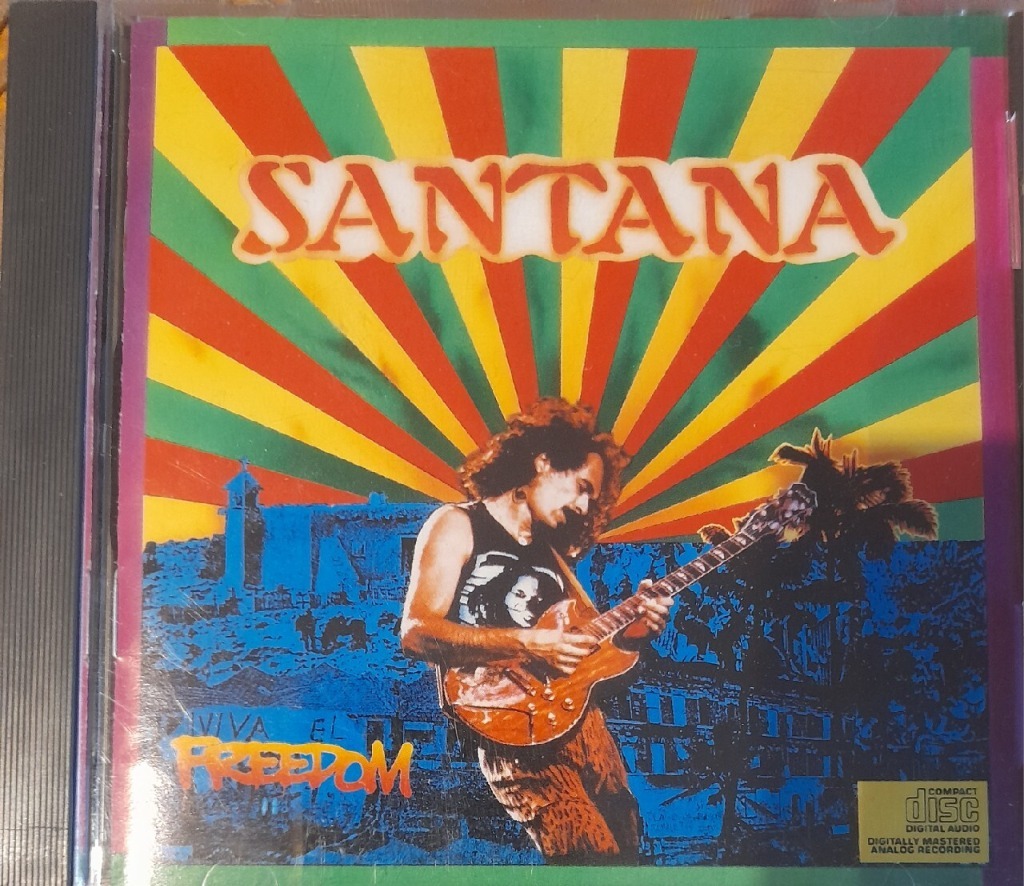 SANTANA
VIVA EL
FREEDOM
COMPACT
disc
DIGITAL AUDIO
DIGITALLY MASTERED
ANALOG RECORDING